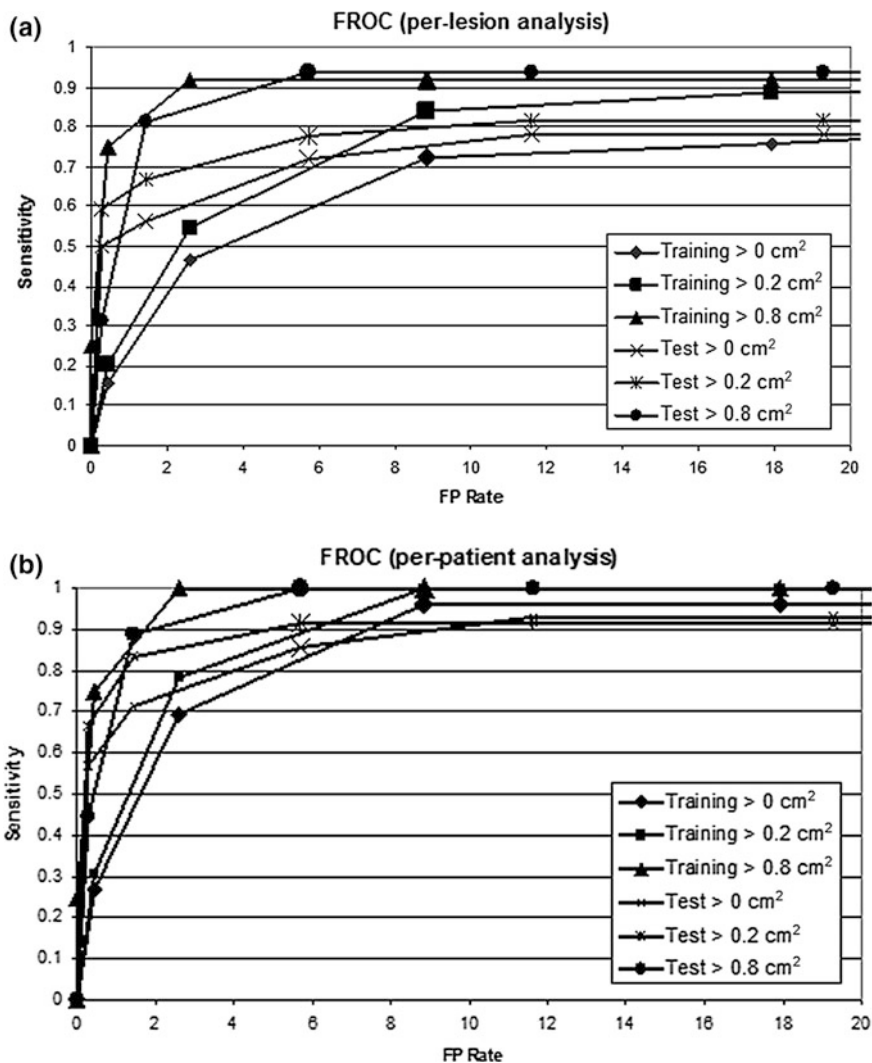 (a)
FROC (per-lesion analysis)
1
0.9
0.8
0.7
0.6
0.5
0.4
0.3
0.2
0.1
0
Sensitivity
0 2 4 6 8 10 12 14 16 18 20
FP Rate
Training > 0 cm²
Training > 0.2 cm²
Training > 0.8 cm²
Test > 0 cm²
Test > 0.2 cm²
Test > 0.8 cm²
(b)
FROC (per-patient analysis)
1
0.9
0.8
0.7
0.6
0.5
0.4
0.3
0.2
0.1
0
Sensitivity
0 2 4 6 8 10 12 14 16 18 20
FP Rate
Training > 0 cm²
Training > 0.2 cm²
Training > 0.8 cm²
Test > 0 cm²
Test > 0.2 cm²
Test > 0.8 cm²